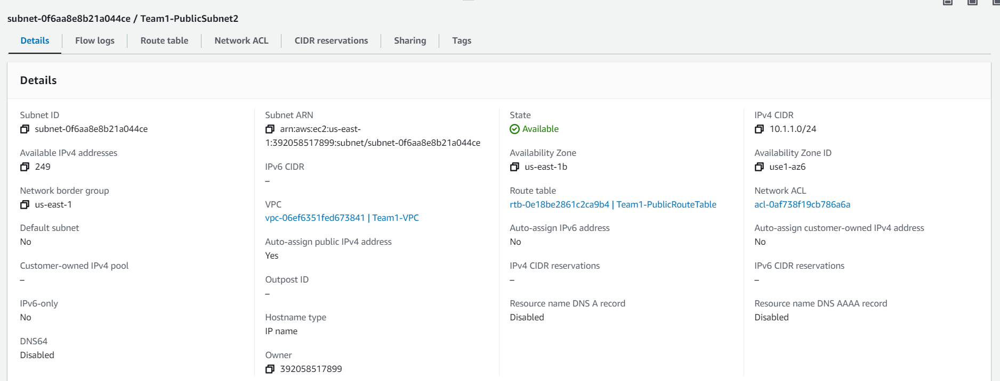 subnet-0f6aa8e8b21a044ce / Team1-PublicSubnet2
Details
Flow logs
Route table
Network ACL
CIDR reservations
Sharing
Tags
Details
Subnet ID
subnet-0f6aa8e8b21a044ce
Available IPv4 addresses
249
Network border group
us-east-1
Default subnet
No
Customer-owned IPv4 pool
–
IPv6-only
No
DNS64
Disabled
Subnet ARN
arn:aws:ec2:us-east-
1:392058517899:subnet/subnet-0f6aa8e8b21a044ce
IPv6 CIDR
–
VPC
vpc-06ef6351fed673841 | Team1-VPC
Auto-assign public IPv4 address
Yes
Outpost ID
–
Hostname type
IP name
Owner
392058517899
State
Available
Availability Zone
us-east-1b
Route table
rtb-0e18be2861c2ca9b4 | Team1-PublicRouteTable
Auto-assign IPv6 address
No
IPv4 CIDR reservations
–
Resource name DNS A record
Disabled
IPv4 CIDR
10.1.1.0/24
Availability Zone ID
use1-az6
Network ACL
acl-0af738f19cb786a6a
Auto-assign customer-owned IPv4 address
No
IPv6 CIDR reservations
–
Resource name DNS AAAA record
Disabled